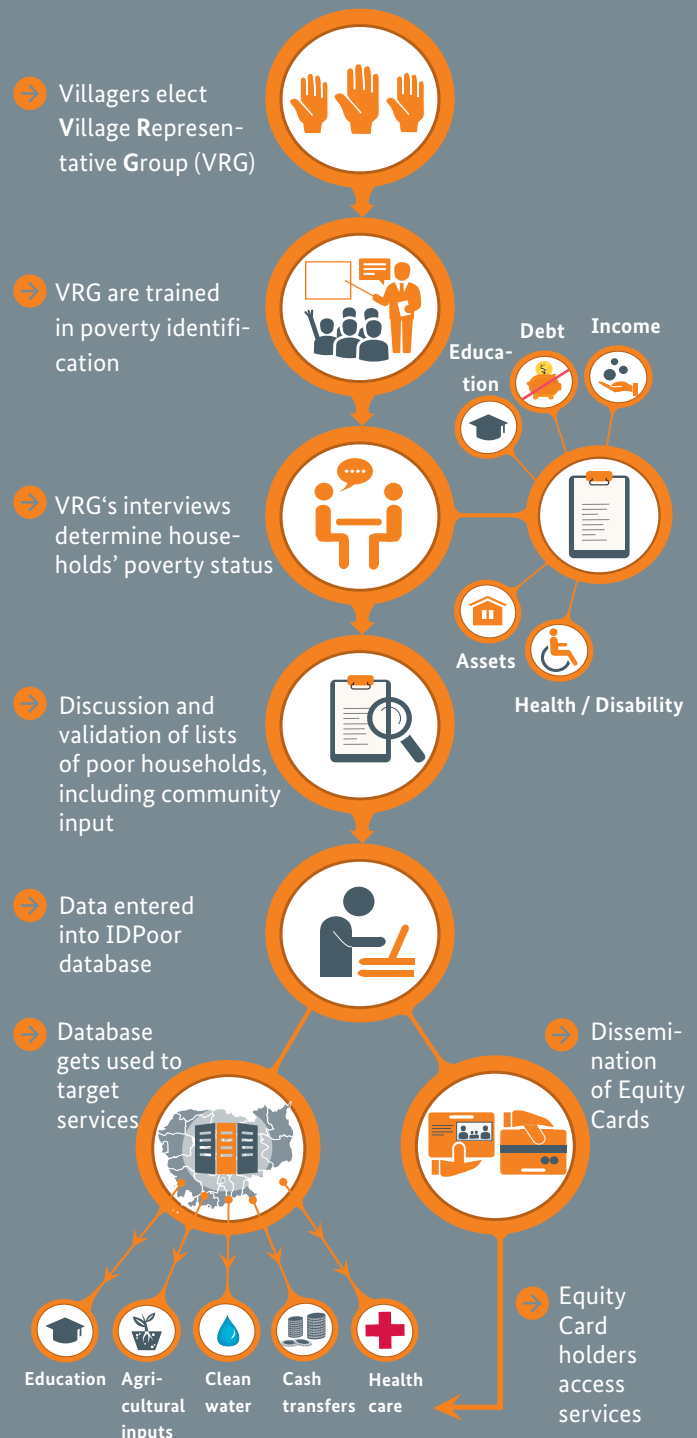 Villagers elect
Village Represen-
tative Group (VRG)
VRG are trained
in poverty identifi-
cation
Debt
Income
Educa-
tion
VRG‘s interviews
determine house-
holds’ poverty status
Assets
Health / Disability
Discussion and
validation of lists
of poor households,
including community
input
Data entered
into IDPoor
database
Database
gets used to
target
services
Dissemi-
nation
of Equity
Cards
Equity
Card
holders
access
services
Education
Agri-
cultural
inputs
Clean
water
Cash
transfers
Health
care